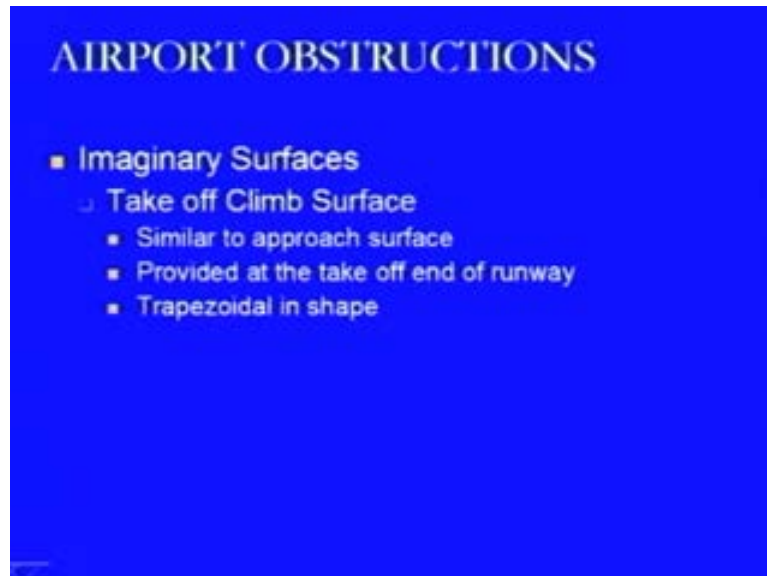 AIRPORT OBSTRUCTIONS
Imaginary Surfaces
Take off Climb Surface
Similar to approach surface
Provided at the take off end of runway
Trapezoidal in shape